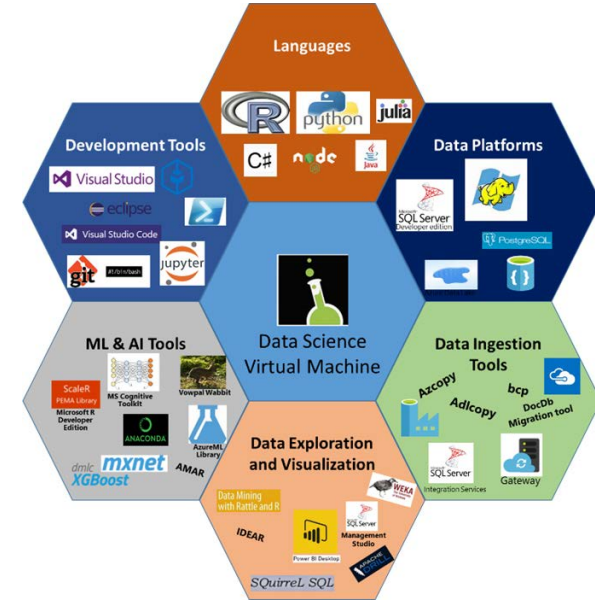 Languages
R
python
julia
C#
node
Java
Development Tools
Visual Studio
eclipse
Visual Studio Code
git
#!/bin/bash
jupyter
Data Platforms
Microsoft
SQL Server
Developer edition
PostgreSQL
{ }
Data Science
Virtual Machine
ML & AI Tools
ScaleR
PEMA Library
Microsoft R
Developer
Edition
MS Cognitive
Toolkit
Vowpal Wabbit
ANACONDA
AzureML
Library
dmlc
XGBoost
mxnet
AMAR
Data Ingestion
Tools
Azcopy
bcp
Adlcopy
DocDb
Migration tool
SQL Server
Integration Services
Gateway
Data Exploration
and Visualization
Data Mining
with Rattle and R
WEKA
IDEAR
Power BI Desktop
SQL Server
Management
Studio
APACHE
DRILL
SQuirreL SQL